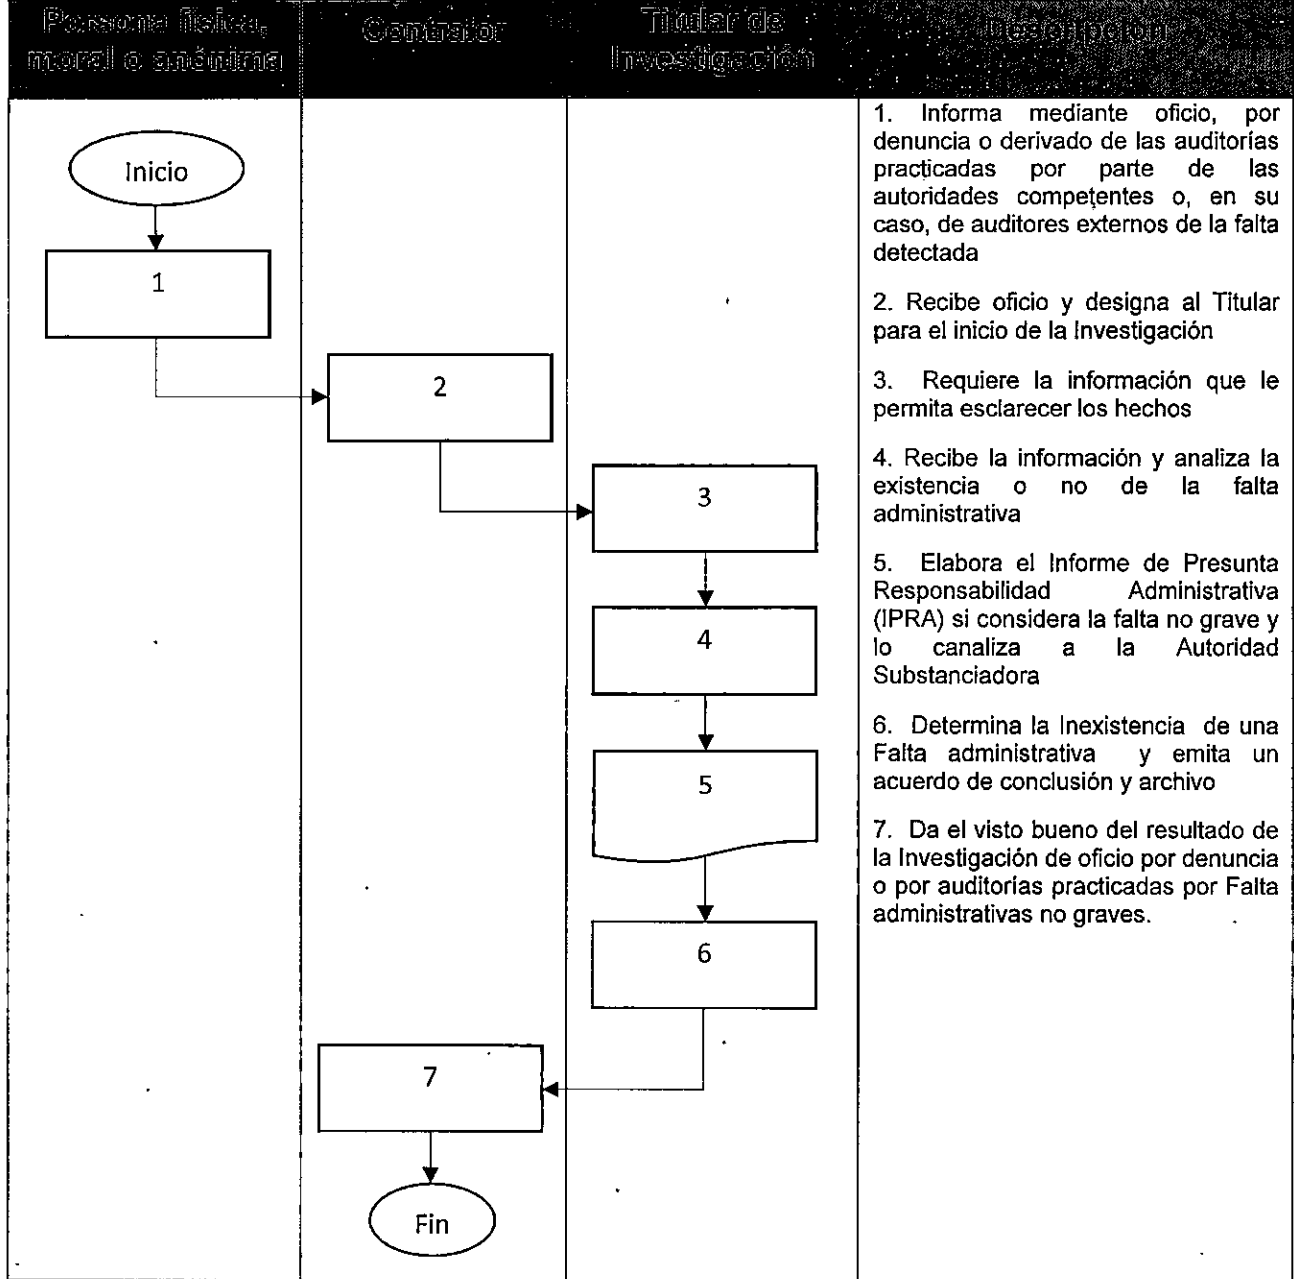 Persona física,
moral o anónima
Contralor
Titular de
Investigación
Descripción
Inicio
1
2
3
4
5
6
7
Fin
1. Informa mediante oficio, por
denuncia o derivado de las auditorías
practicadas por parte de las
autoridades competentes o, en su
caso, de auditores externos de la falta
detectada
2. Recibe oficio y designa al Titular
para el inicio de la Investigación
3. Requiere la información que le
permita esclarecer los hechos
4. Recibe la información y analiza la
existencia o no de la falta
administrativa
5. Elabora el Informe de Presunta
Responsabilidad Administrativa
(IPRA) si considera la falta no grave y
lo canaliza a la Autoridad
Substanciadora
6. Determina la Inexistencia de una
Falta administrativa y emita un
acuerdo de conclusión y archivo
7. Da el visto bueno del resultado de
la Investigación de oficio por denuncia
o por auditorías practicadas por Falta
administrativas no graves.